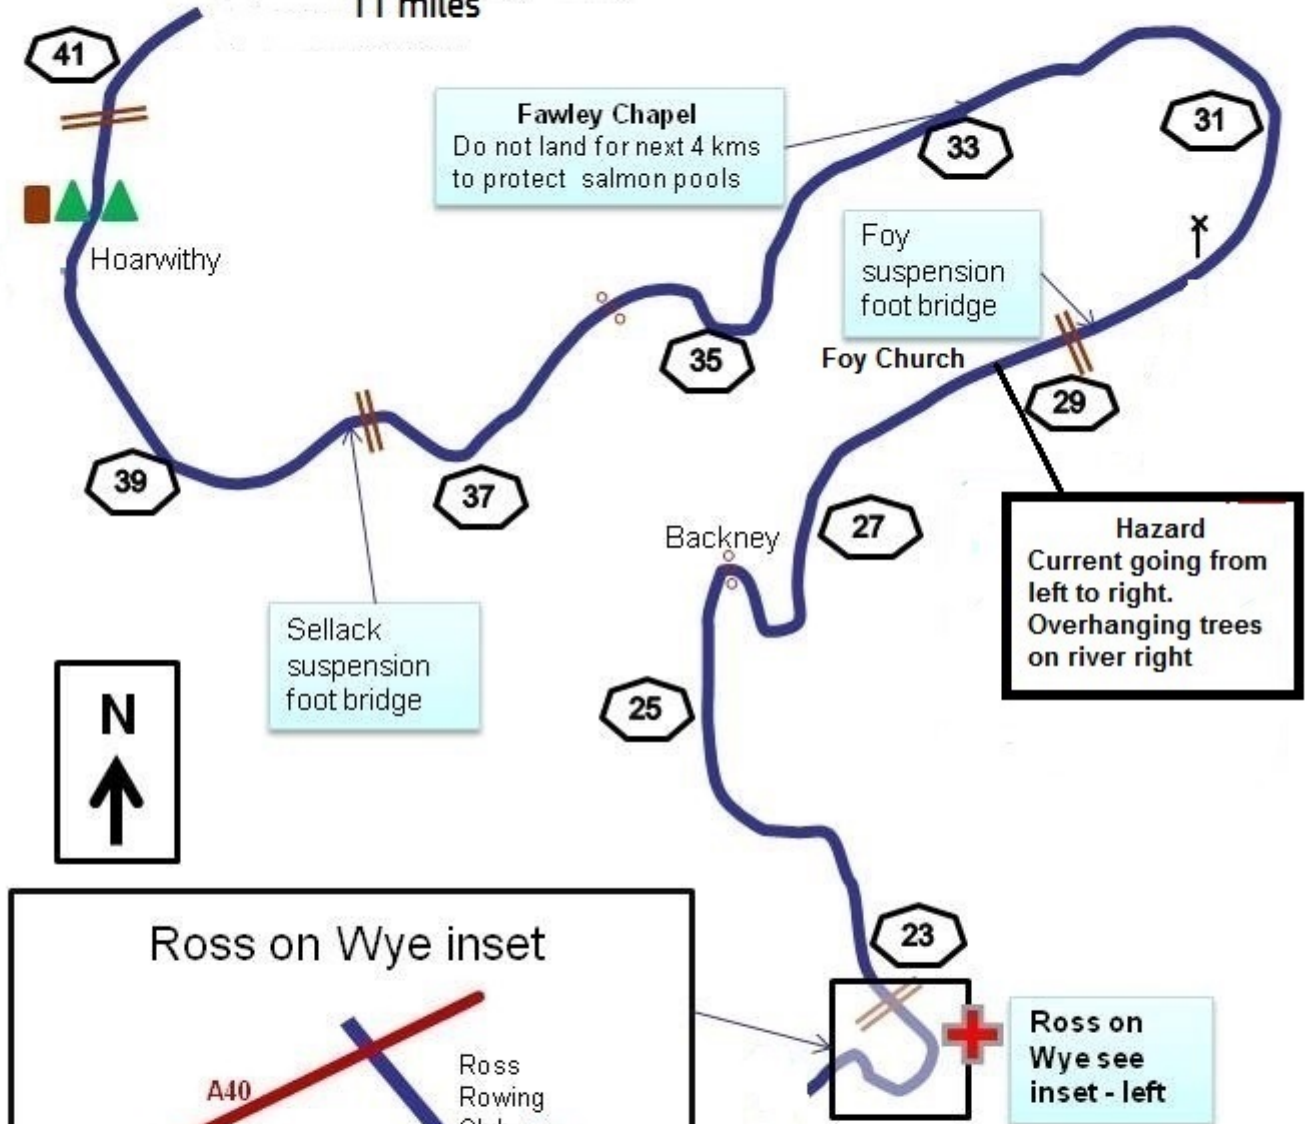 11 miles
41
Fawley Chapel
Do not land for next 4 kms
to protect salmon pools
33
31
Hoarwithy
Foy
suspension
foot bridge
35
Foy Church
29
39
37
27
Hazard
Current going from
left to right.
Overhanging trees
on river right
Backney
Sellack
suspension
foot bridge
25
N
23
Ross on Wye inset
Ross on
Wye see
inset - left
A40
Ross
Rowing